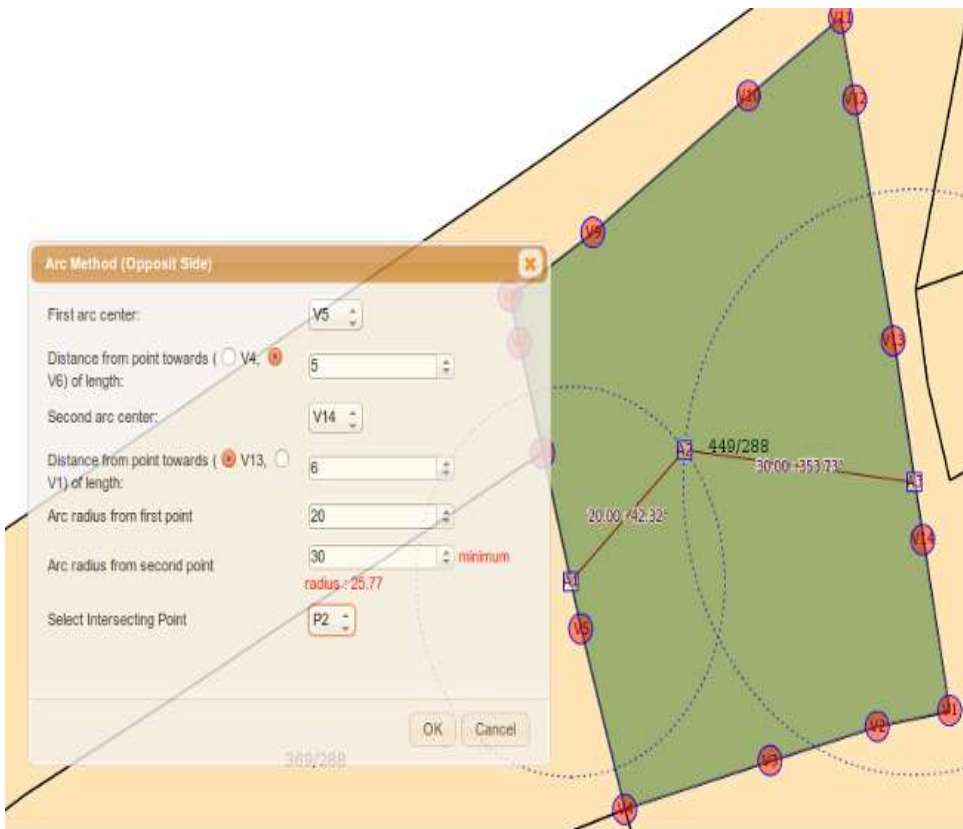 V11
V10
V12
V9
Arc Method (Opposit Side)
First arc center:
V5
Distance from point towards ( V4,
V6) of length:
5
V13
Second arc center:
V14
Distance from point towards ( V13,
V1) of length:
6
A2
449/288
30.00, -353.73°
A3
Arc radius from first point
20
20.00, 42.32°
V14
Arc radius from second point
30
minimum
radius : 25.77
A1
Select Intersecting Point
P2
V5
OK
Cancel
V1
V2
V3
369/288
V4